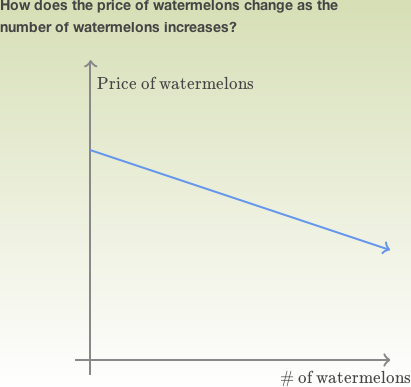 How does the price of watermelons change as the
number of watermelons increases?
Price of watermelons
# of watermelons